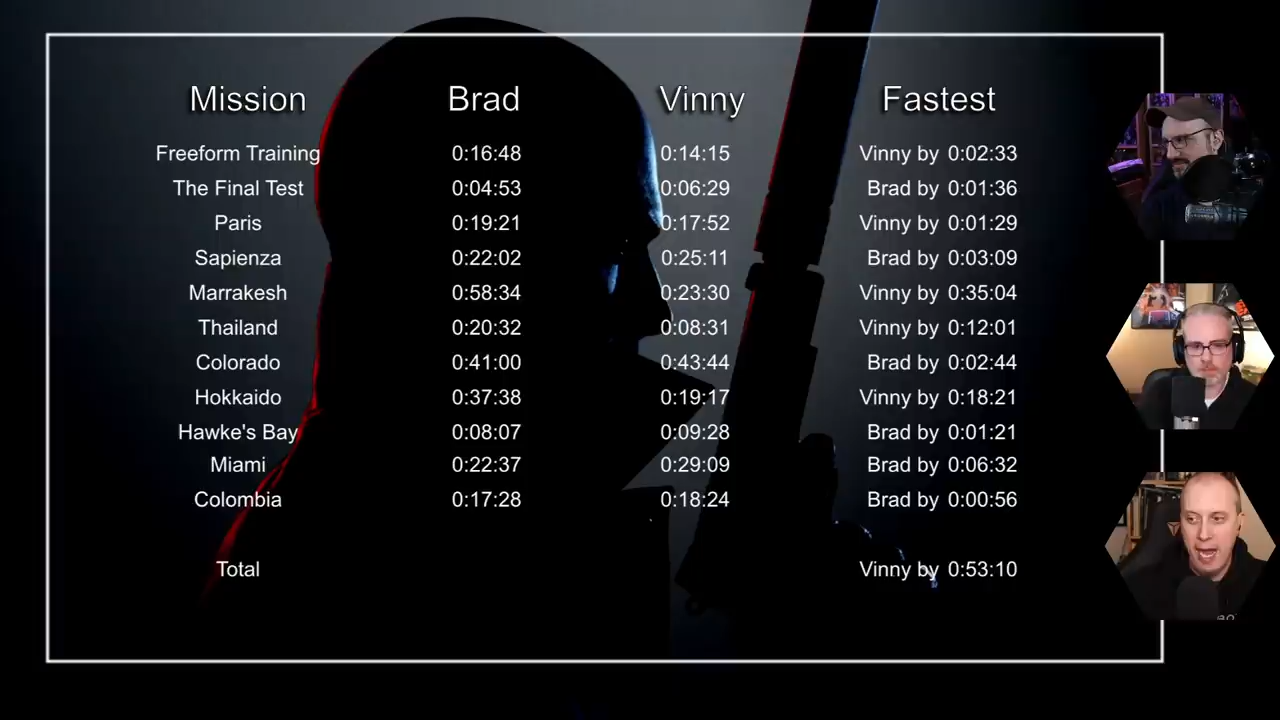 Mission Brad Vinny Fastest
Freeform Training 0:16:48 0:14:15 Vinny by 0:02:33
The Final Test 0:04:53 0:06:29 Brad by 0:01:36
Paris 0:19:21 0:17:52 Vinny by 0:01:29
Sapienza 0:22:02 0:25:11 Brad by 0:03:09
Marrakesh 0:58:34 0:23:30 Vinny by 0:35:04
Thailand 0:20:32 0:08:31 Vinny by 0:12:01
Colorado 0:41:00 0:43:44 Brad by 0:02:44
Hokkaido 0:37:38 0:19:17 Vinny by 0:18:21
Hawke's Bay 0:08:07 0:09:28 Brad by 0:01:21
Miami 0:22:37 0:29:09 Brad by 0:06:32
Colombia 0:17:28 0:18:24 Brad by 0:00:56
Total Vinny by 0:53:10